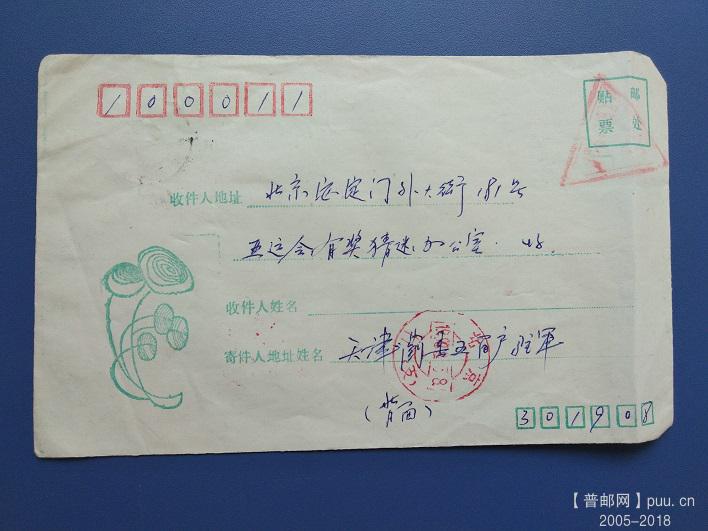 100011
贴 邮
票 处
收件人地址 北京安定门外大街181号
亚运会有奖猜迷办公室.收
收件人姓名
寄件人地址姓名 天津蓟县五百户
(背面)
301908
北京
【普邮网】puu.cn
2005-2018